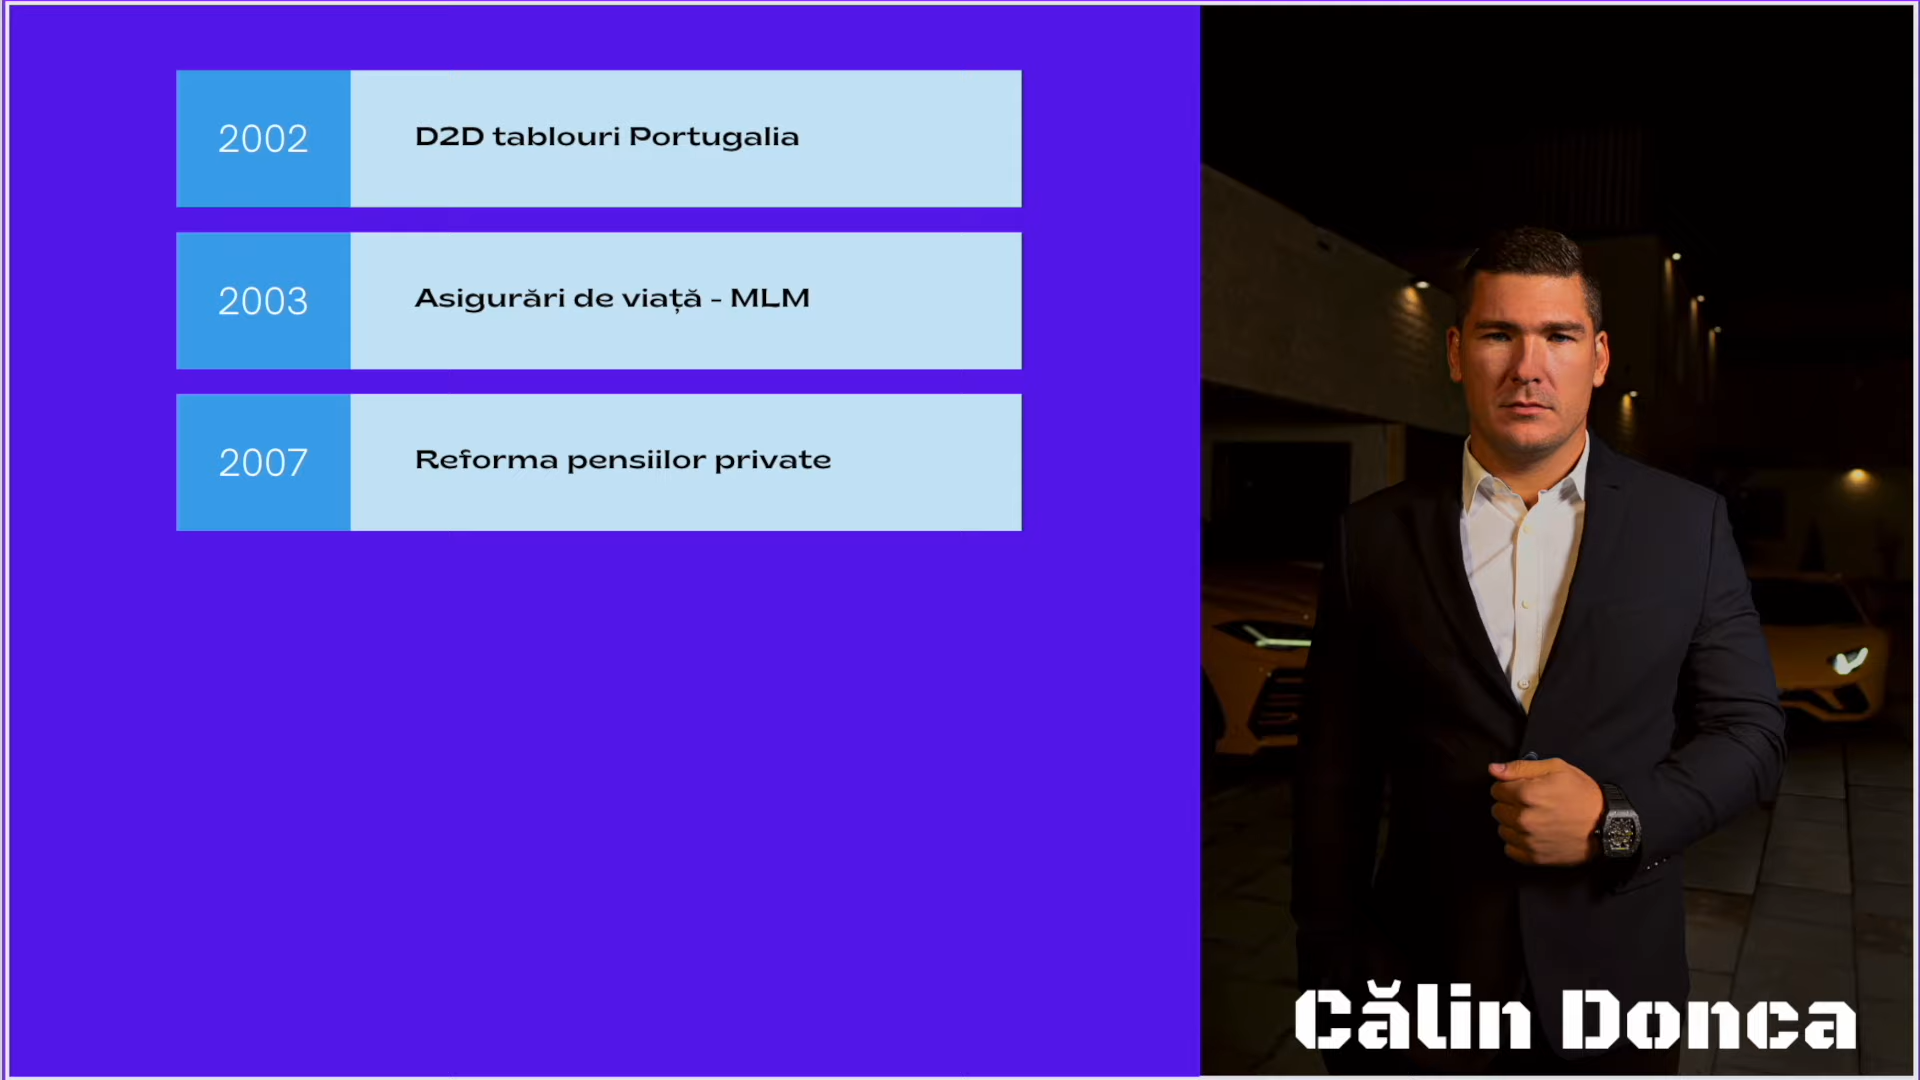 2002
D2D tablouri Portugalia
2003
Asigurări de viață - MLM
2007
Reforma pensiilor private
Călin Donca